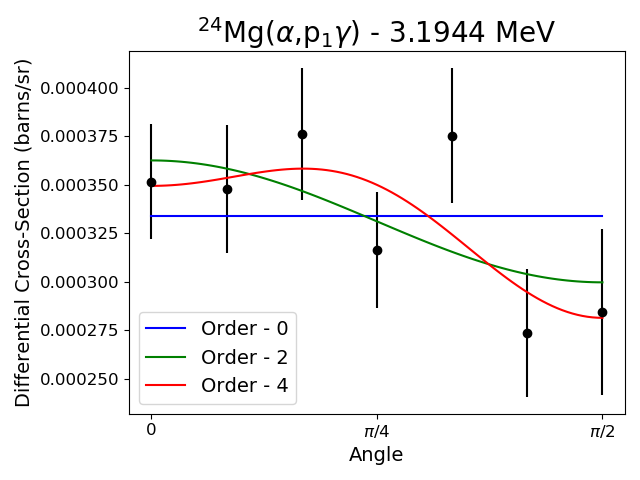 ²⁴Mg(α,p₁γ) - 3.1944 MeV
Differential Cross-Section (barns/sr)
0.000400
0.000375
0.000350
0.000325
0.000300
0.000275
0.000250
Order - 0
Order - 2
Order - 4
0 π/4 π/2
Angle